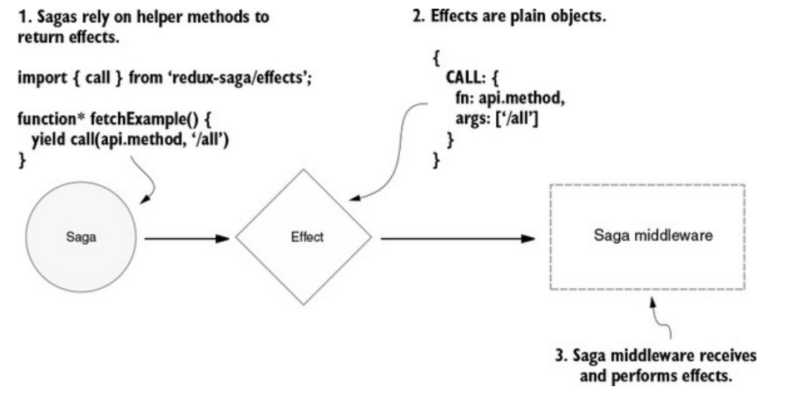 1. Sagas rely on helper methods to
return effects.
import { call } from ‘redux-saga/effects’;
function* fetchExample() {
yield call(api.method, ‘/all’)
}
2. Effects are plain objects.
{
CALL: {
fn: api.method,
args: [‘/all’]
}
}
Saga
Effect
Saga middleware
3. Saga middleware receives
and performs effects.